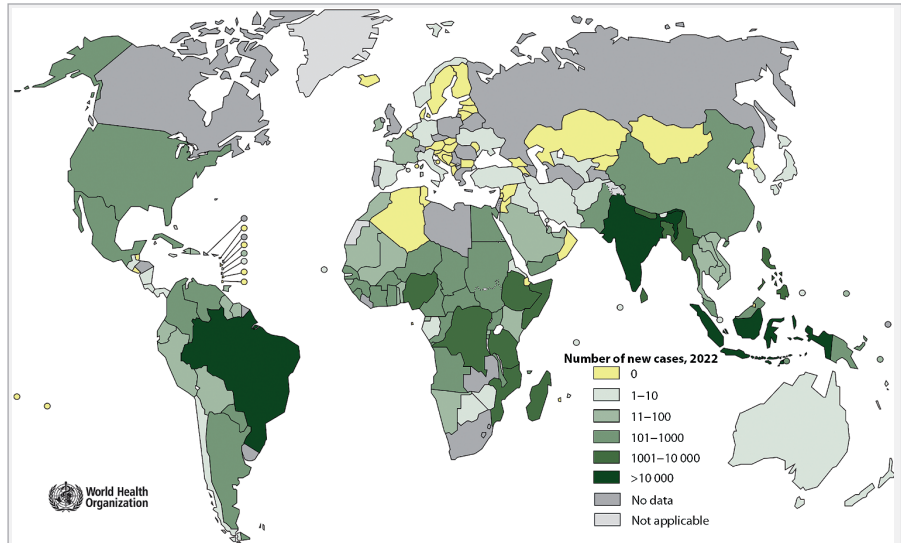 Number of new cases, 2022
0
1–10
11–100
101–1000
1001–10 000
>10 000
No data
Not applicable
World Health
Organization